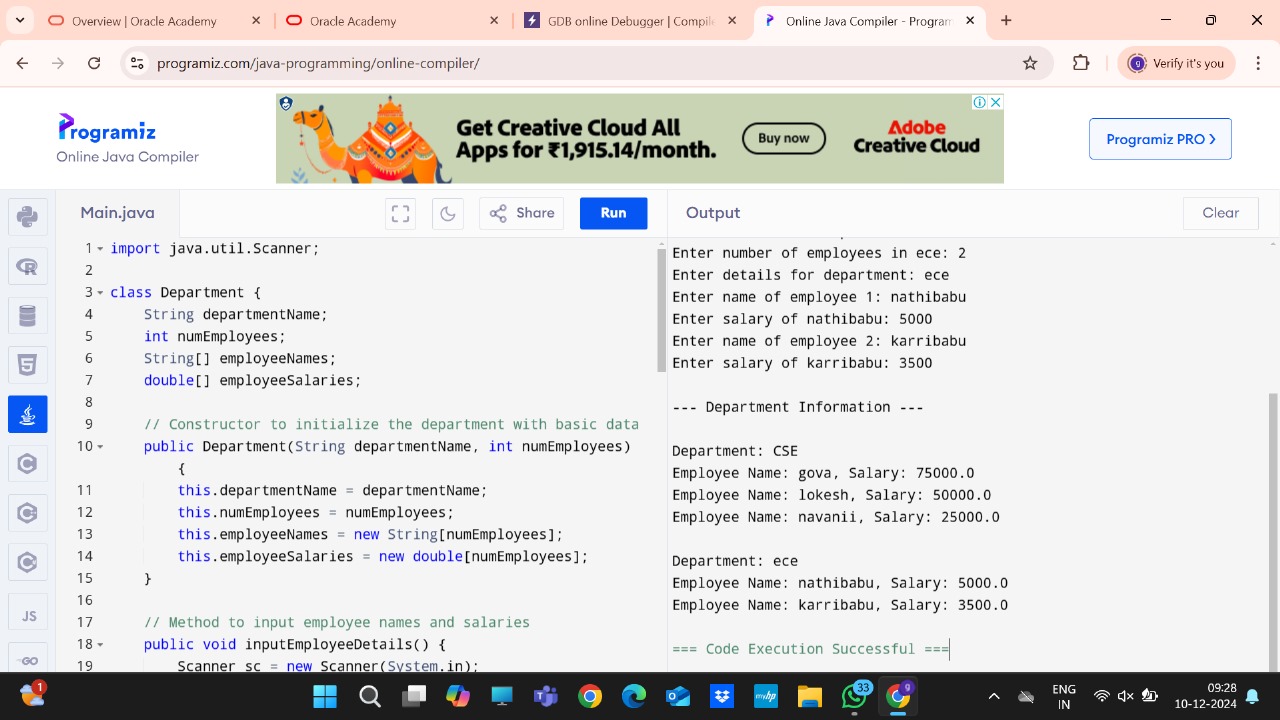 Overview | Oracle Academy
Oracle Academy
GDB online Debugger | Compile
Online Java Compiler - Program
programiz.com/java-programming/online-compiler/
g
Verify it's you
Programiz
Online Java Compiler
Get Creative Cloud All
Apps for ₹1,915.14/month.
Buy now
Adobe
Creative Cloud
Programiz PRO
Main.java
Share
Run
Output
Clear
JS
GO
1 import java.util.Scanner;
2
3 class Department {
4 String departmentName;
5 int numEmployees;
6 String[] employeeNames;
7 double[] employeeSalaries;
8
9 // Constructor to initialize the department with basic data
10 public Department(String departmentName, int numEmployees)
{
11 this.departmentName = departmentName;
12 this.numEmployees = numEmployees;
13 this.employeeNames = new String[numEmployees];
14 this.employeeSalaries = new double[numEmployees];
15 }
16
17 // Method to input employee names and salaries
18 public void inputEmployeeDetails() {
19 Scanner sc = new Scanner(System.in);
Enter number of employees in ece: 2
Enter details for department: ece
Enter name of employee 1: nathibabu
Enter salary of nathibabu: 5000
Enter name of employee 2: karribabu
Enter salary of karribabu: 3500
--- Department Information ---
Department: CSE
Employee Name: gova, Salary: 75000.0
Employee Name: lokesh, Salary: 50000.0
Employee Name: navanii, Salary: 25000.0
Department: ece
Employee Name: nathibabu, Salary: 5000.0
Employee Name: karribabu, Salary: 3500.0
=== Code Execution Successful ===
1
33
g
ENG
IN
09:28
10-12-2024